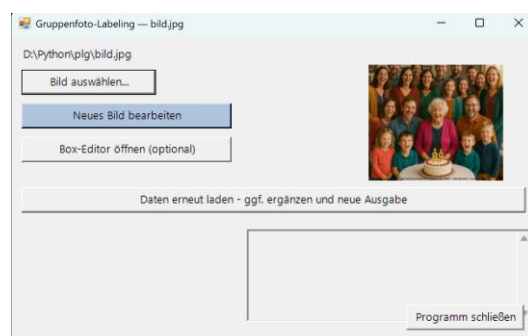 Gruppenfoto-Labeling — bild.jpg
D:\Python\plg\bild.jpg
Bild auswählen...
Neues Bild bearbeiten
Box-Editor öffnen (optional)
Daten erneut laden - ggf. ergänzen und neue Ausgabe
Programm schließen